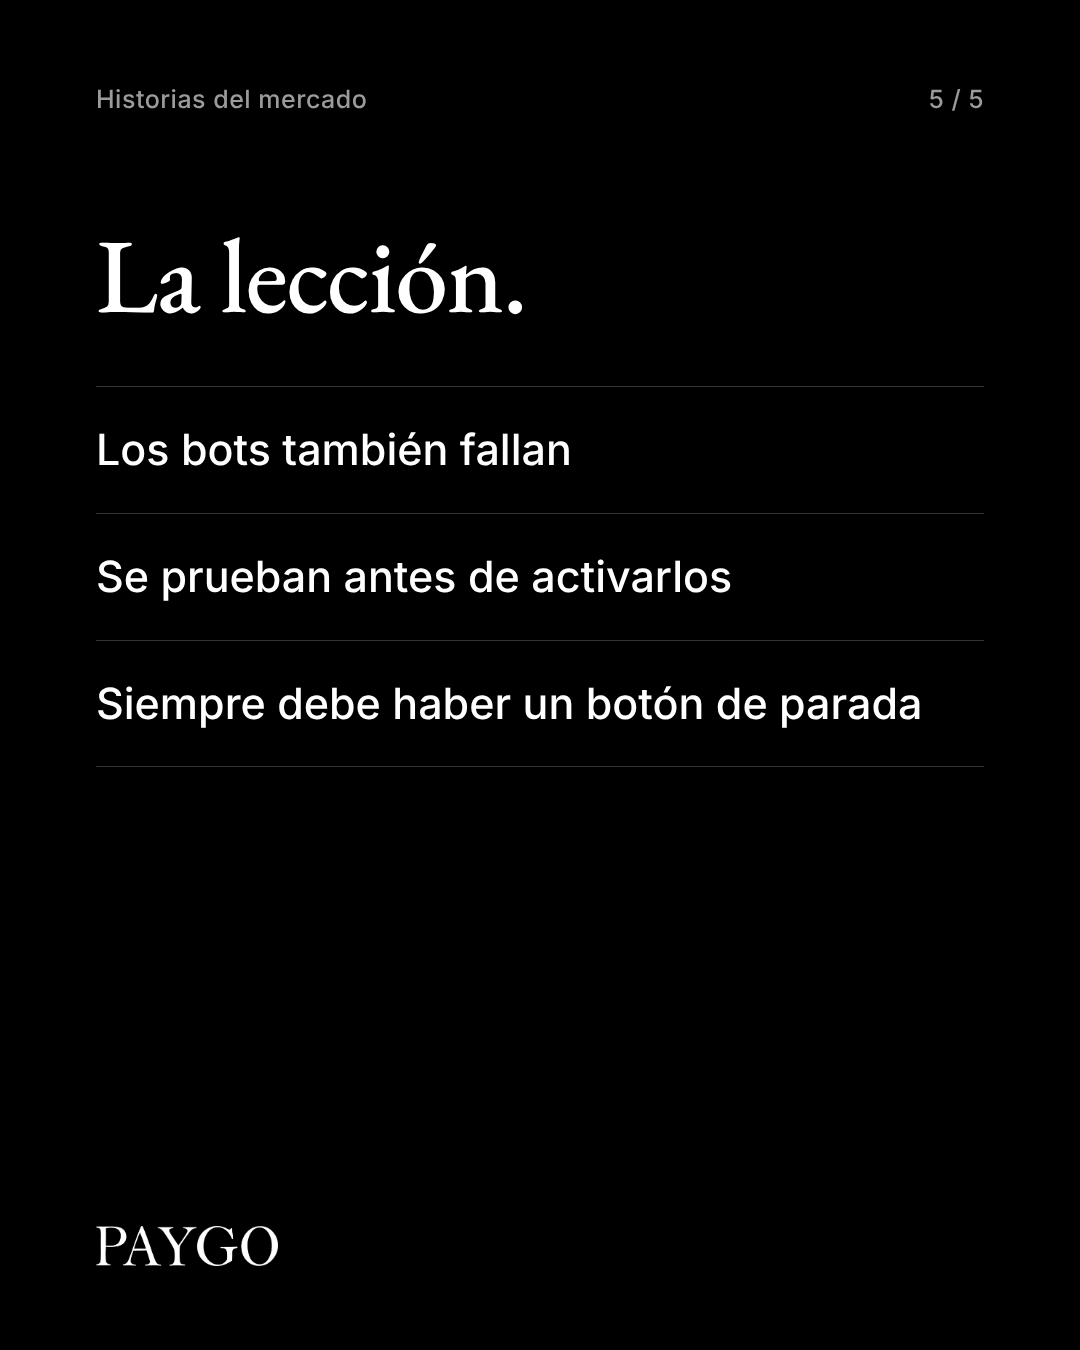 Historias del mercado
5 / 5
La lección.
Los bots también fallan
Se prueban antes de activarlos
Siempre debe haber un botón de parada
PAYGO